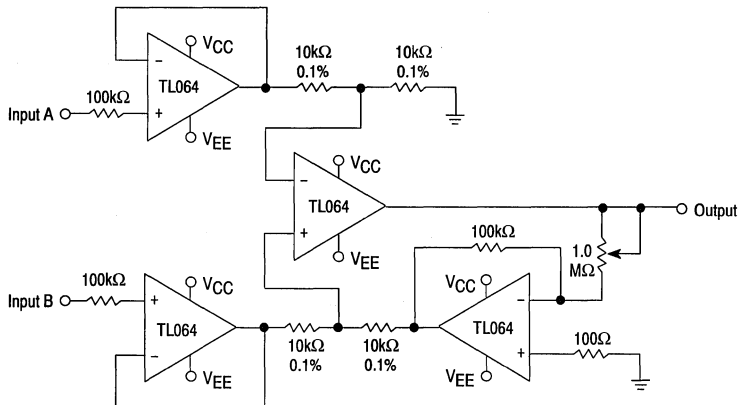 VCC
10kΩ
0.1%
10kΩ
0.1%
−
TL064
Input A
100kΩ
+
VEE
VCC
−
TL064
Output
+
VEE
100kΩ
1.0
MΩ
100kΩ
VCC
VCC
Input B
+
−
TL064
TL064
100Ω
−
+
10kΩ
0.1%
10kΩ
0.1%
VEE
VEE